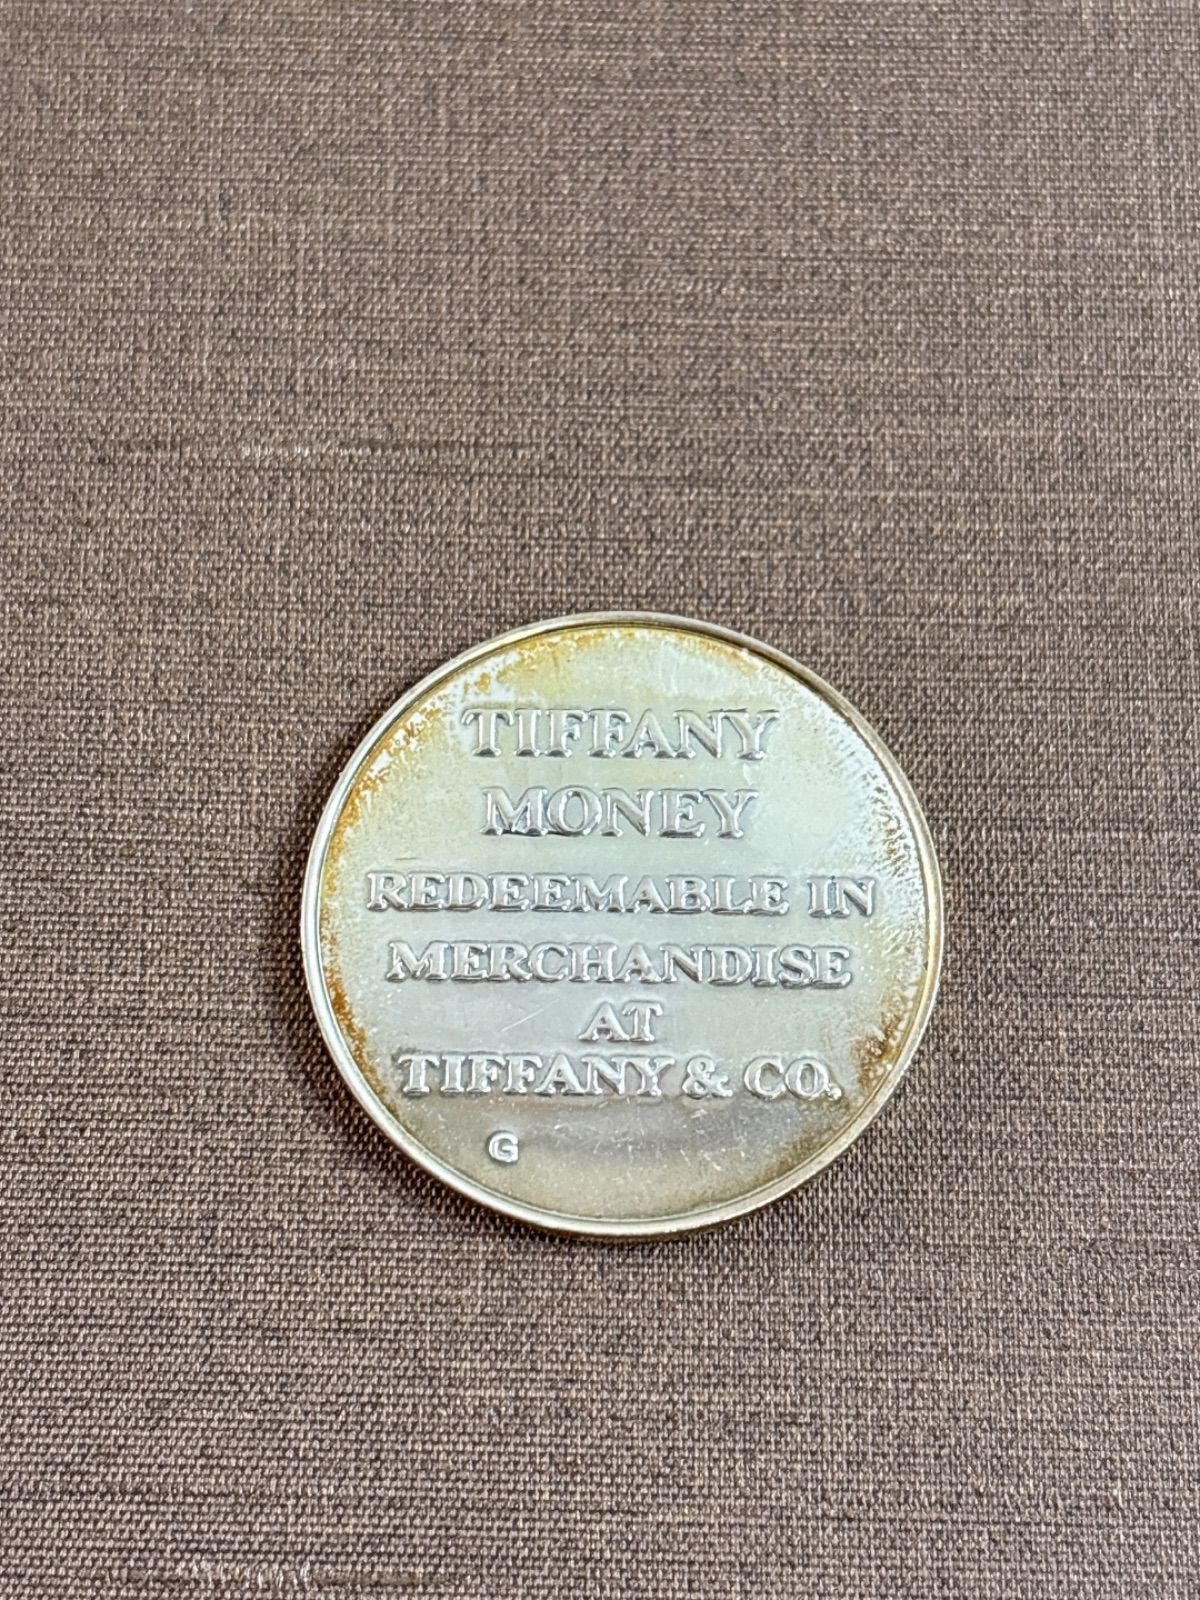 TIFFANY
MONEY
REDEEMABLE IN
MERCHANDISE
AT
TIFFANY & CO.
G